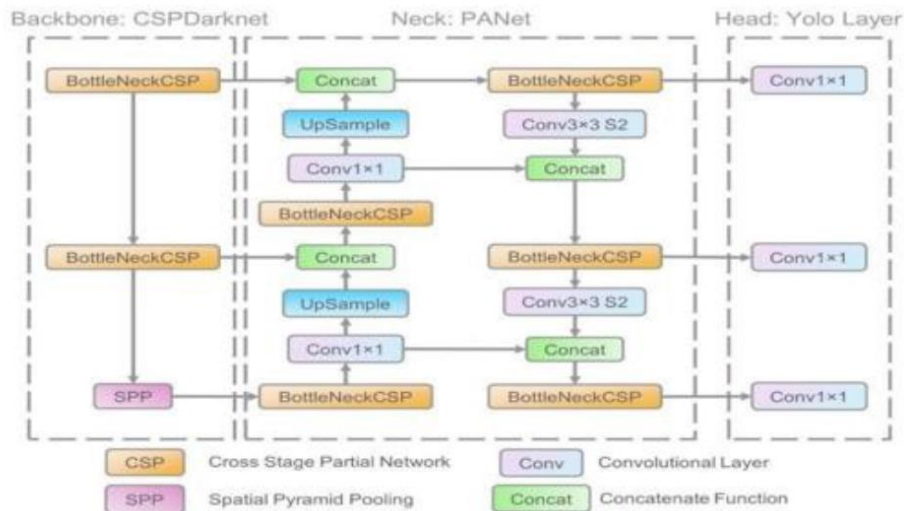 Backbone: CSPDarknet Neck: PANet Head: Yolo Layer
BottleNeckCSP Concat BottleNeckCSP Conv1×1
UpSample Conv3×3 S2
Conv1×1 Concat
BottleNeckCSP
BottleNeckCSP Concat BottleNeckCSP Conv1×1
UpSample Conv3×3 S2
Conv1×1 Concat
SPP BottleNeckCSP BottleNeckCSP Conv1×1
CSP Cross Stage Partial Network Conv Convolutional Layer
SPP Spatial Pyramid Pooling Concat Concatenate Function